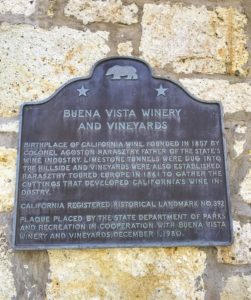 BUENA VISTA WINERY
AND VINEYARDS
BIRTHPLACE OF CALIFORNIA WINE, FOUNDED IN 1857 BY
COLONEL AGOSTON HARASZTHY, FATHER OF THE STATE'S
WINE INDUSTRY. LIMESTONE TUNNELS WERE DUG INTO
THE HILLSIDE AND VINEYARDS WERE ALSO ESTABLISHED.
HARASZTHY TOURED EUROPE IN 1861 TO GATHER THE
CUTTINGS THAT DEVELOPED CALIFORNIA'S WINE IN-
DUSTRY.
CALIFORNIA REGISTERED HISTORICAL LANDMARK NO. 392
PLAQUE PLACED BY THE STATE DEPARTMENT OF PARKS
AND RECREATION IN COOPERATION WITH BUENA VISTA
WINERY AND VINEYARDS, DECEMBER 1, 1980.